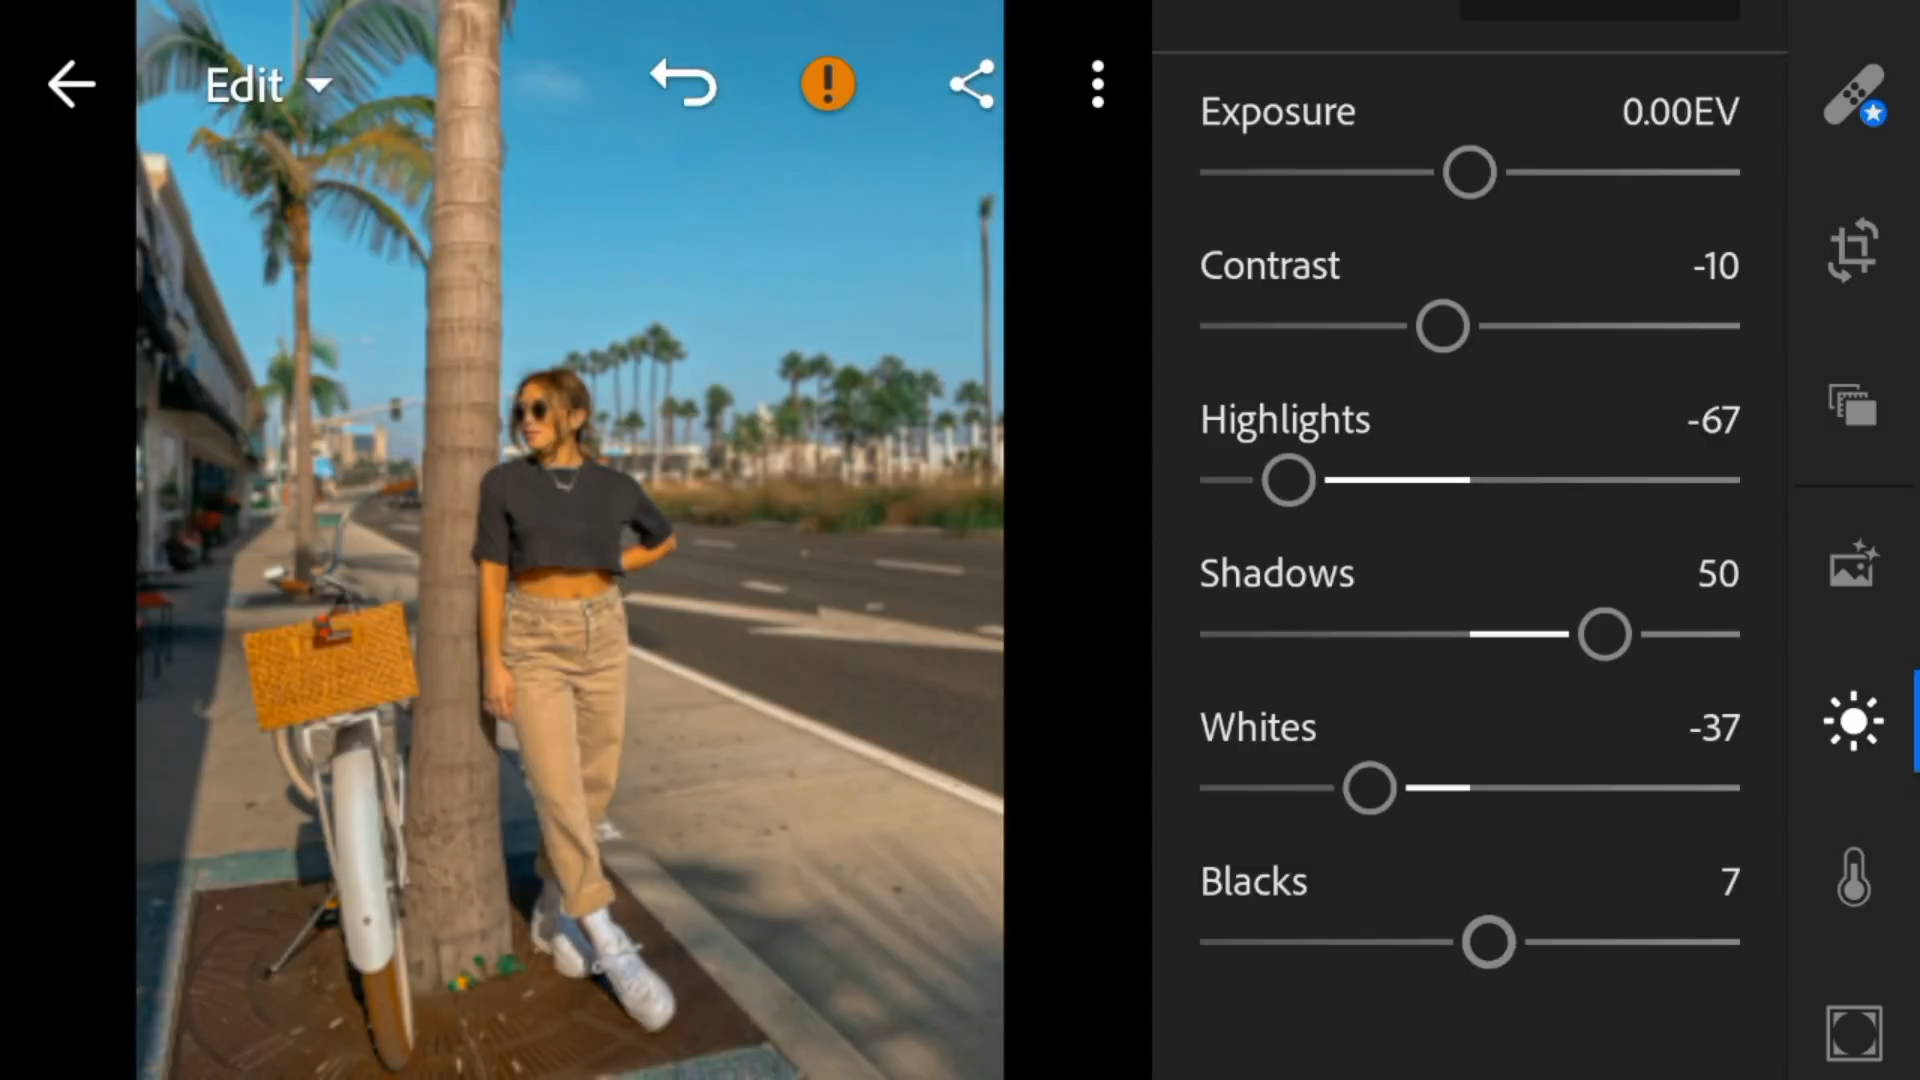 Edit
Exposure 0.00EV
Contrast -10
Highlights -67
Shadows 50
Whites -37
Blacks 7